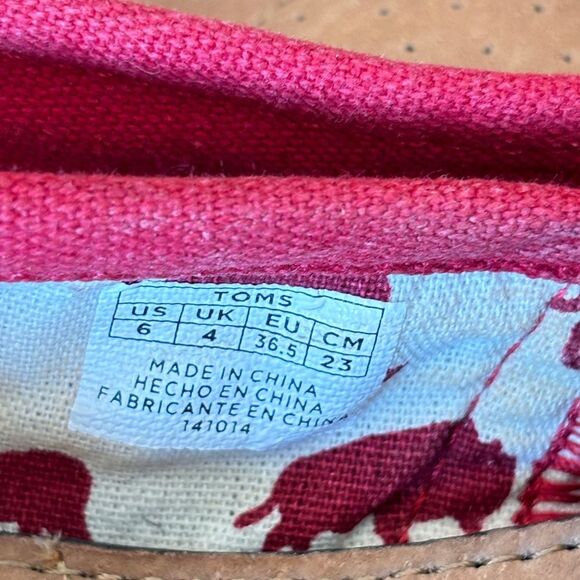 TOMS
US UK EU CM
6 4 36.5 23
MADE IN CHINA
HECHO EN CHINA
FABRICANTE EN CHINA
141014